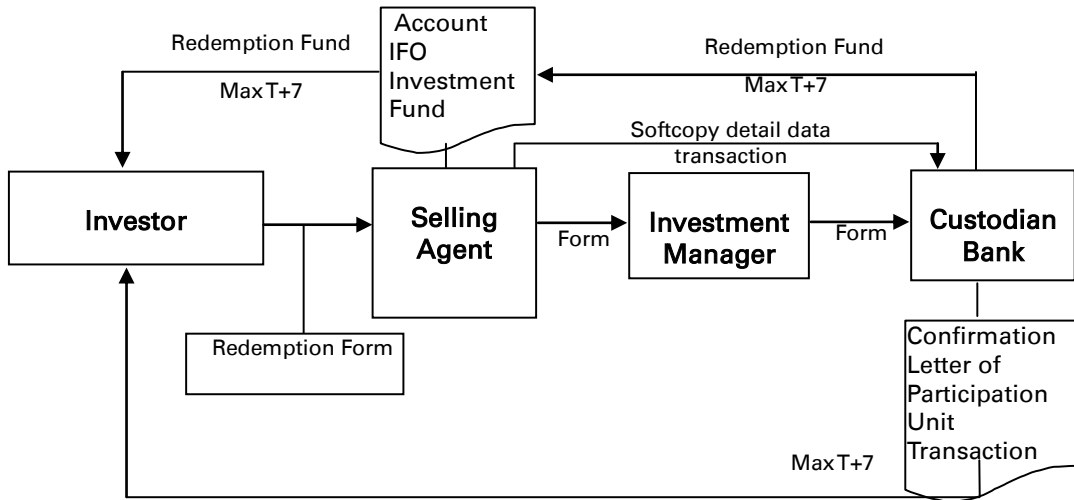 Redemption Fund
Max T+7
Account
IFO
Investment
Fund
Redemption Fund
Max T+7
Softcopy detail data
transaction
Investor
Selling
Agent
Form
Investment
Manager
Form
Custodian
Bank
Redemption Form
Confirmation
Letter of
Participation
Unit
Transaction
Max T+7